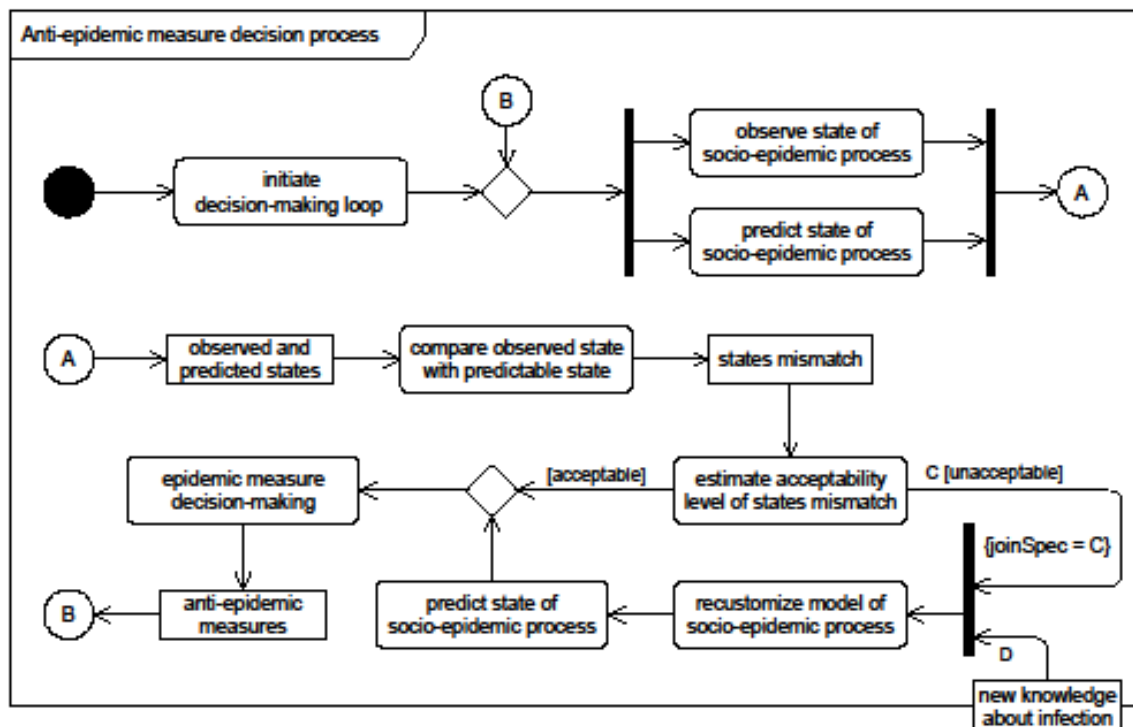 Anti-epidemic measure decision process
B
initiate
decision-making loop
observe state of
socio-epidemic process
predict state of
socio-epidemic process
A
A
observed and
predicted states
compare observed state
with predictable state
states mismatch
epidemic measure
decision-making
[acceptable]
estimate acceptability
level of states mismatch
C [unacceptable]
{joinSpec = C}
B
anti-epidemic
measures
predict state of
socio-epidemic process
recustomize model of
socio-epidemic process
D
new knowledge
about infection